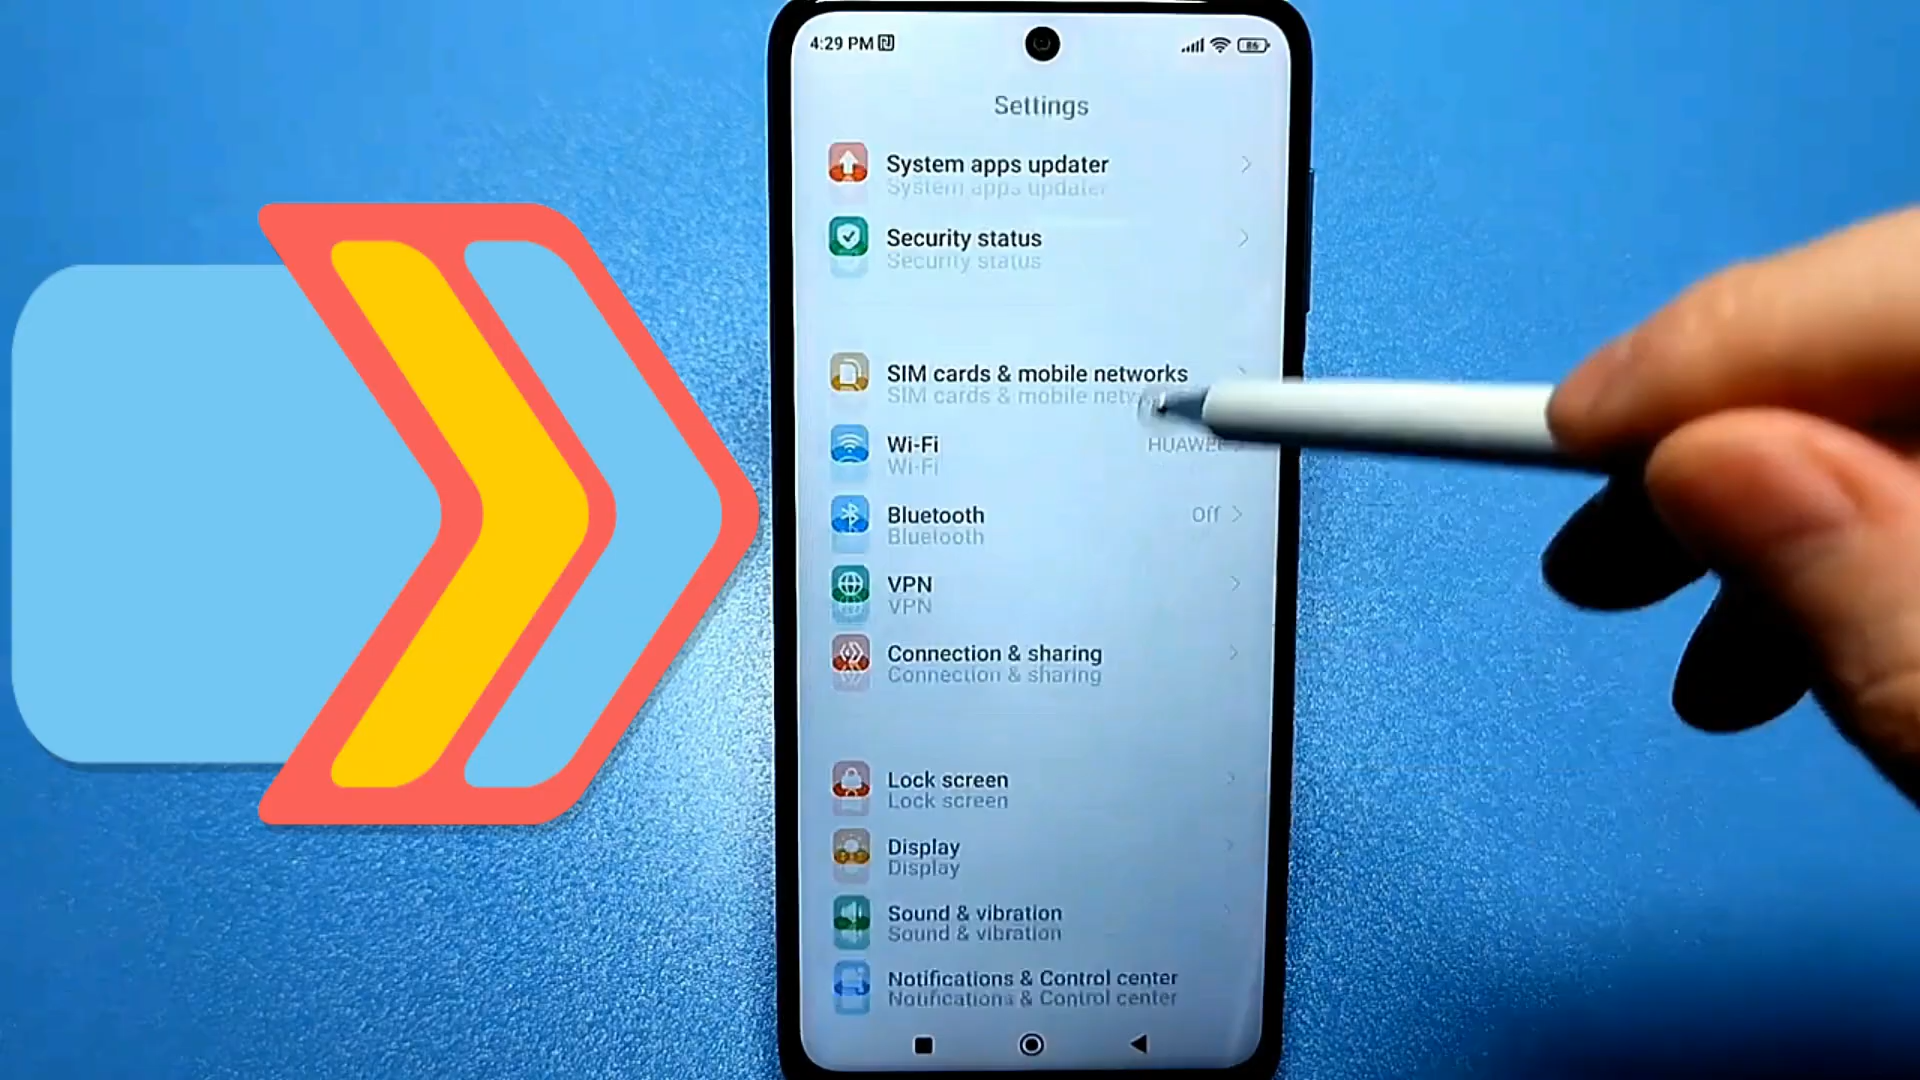 4:29 PM
86
Settings
System apps updater
System apps updater
Security status
Security status
SIM cards & mobile networks
SIM cards & mobile netw
Wi-Fi
HUAWEI
Wi-Fi
Bluetooth
Off
Bluetooth
VPN
VPN
Connection & sharing
Connection & sharing
Lock screen
Lock screen
Display
Display
Sound & vibration
Sound & vibration
Notifications & Control center
Notifications & Control center